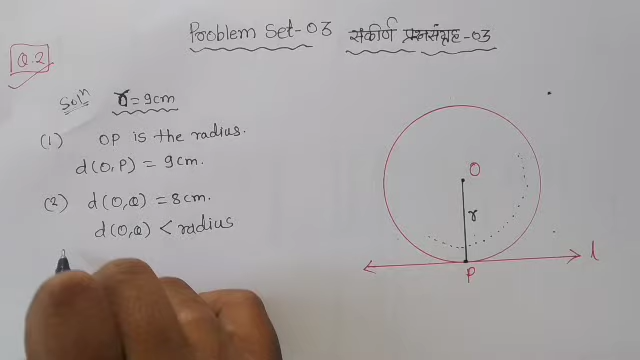 Problem Set-03 संकीर्ण प्रश्नसंग्रह-03
Q.2
Solⁿ r = 9cm
(1) OP is the radius.
d(O,P) = 9cm.
(2) d(O,Q) = 8cm.
d(O,Q) < radius
O
r
P
l